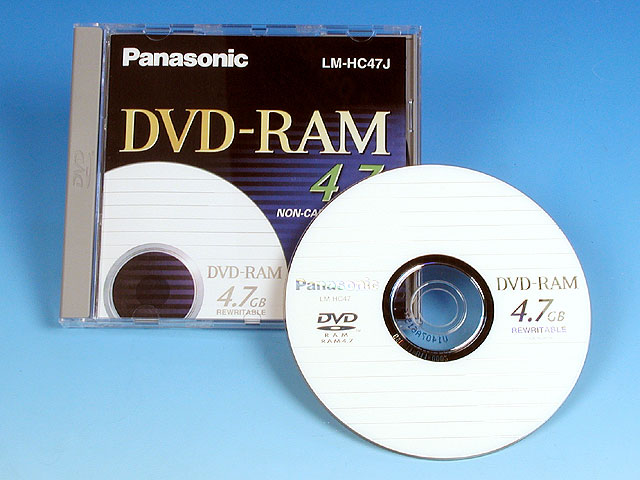 Panasonic
LM-HC47J
DVD-RAM
4.7
NON-CA
DVD-RAM
4.7GB
REWRITABLE
Panasonic
LM-HC47
DVD
RAM
RAM4.7
DVD-RAM
4.7GB
REWRITABLE